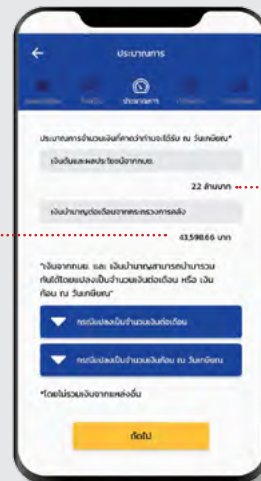 ประมาณการ
ประมาณการ
ประมาณการจำนวนเงินที่คาดว่าท่านจะได้รับ ณ วันเกษียณ*
เงินต้นและผลประโยชน์จากกบข.
22 ล้านบาท
เงินบำนาญต่อเดือนจากกระทรวงการคลัง
43,598.66 บาท
"เงินจากกบข. และ เงินบำนาญสามารถนำมารวม
กันได้โดยแปลงเป็นจำนวนเงินต่อเดือน หรือ เงิน
ก้อน ณ วันเกษียณ"
กรณีแปลงเป็นจำนวนเงินต่อเดือน
กรณีแปลงเป็นจำนวนเงินก้อน ณ วันเกษียณ
*โดยไม่รวมเงินจากแหล่งอื่น
ถัดไป